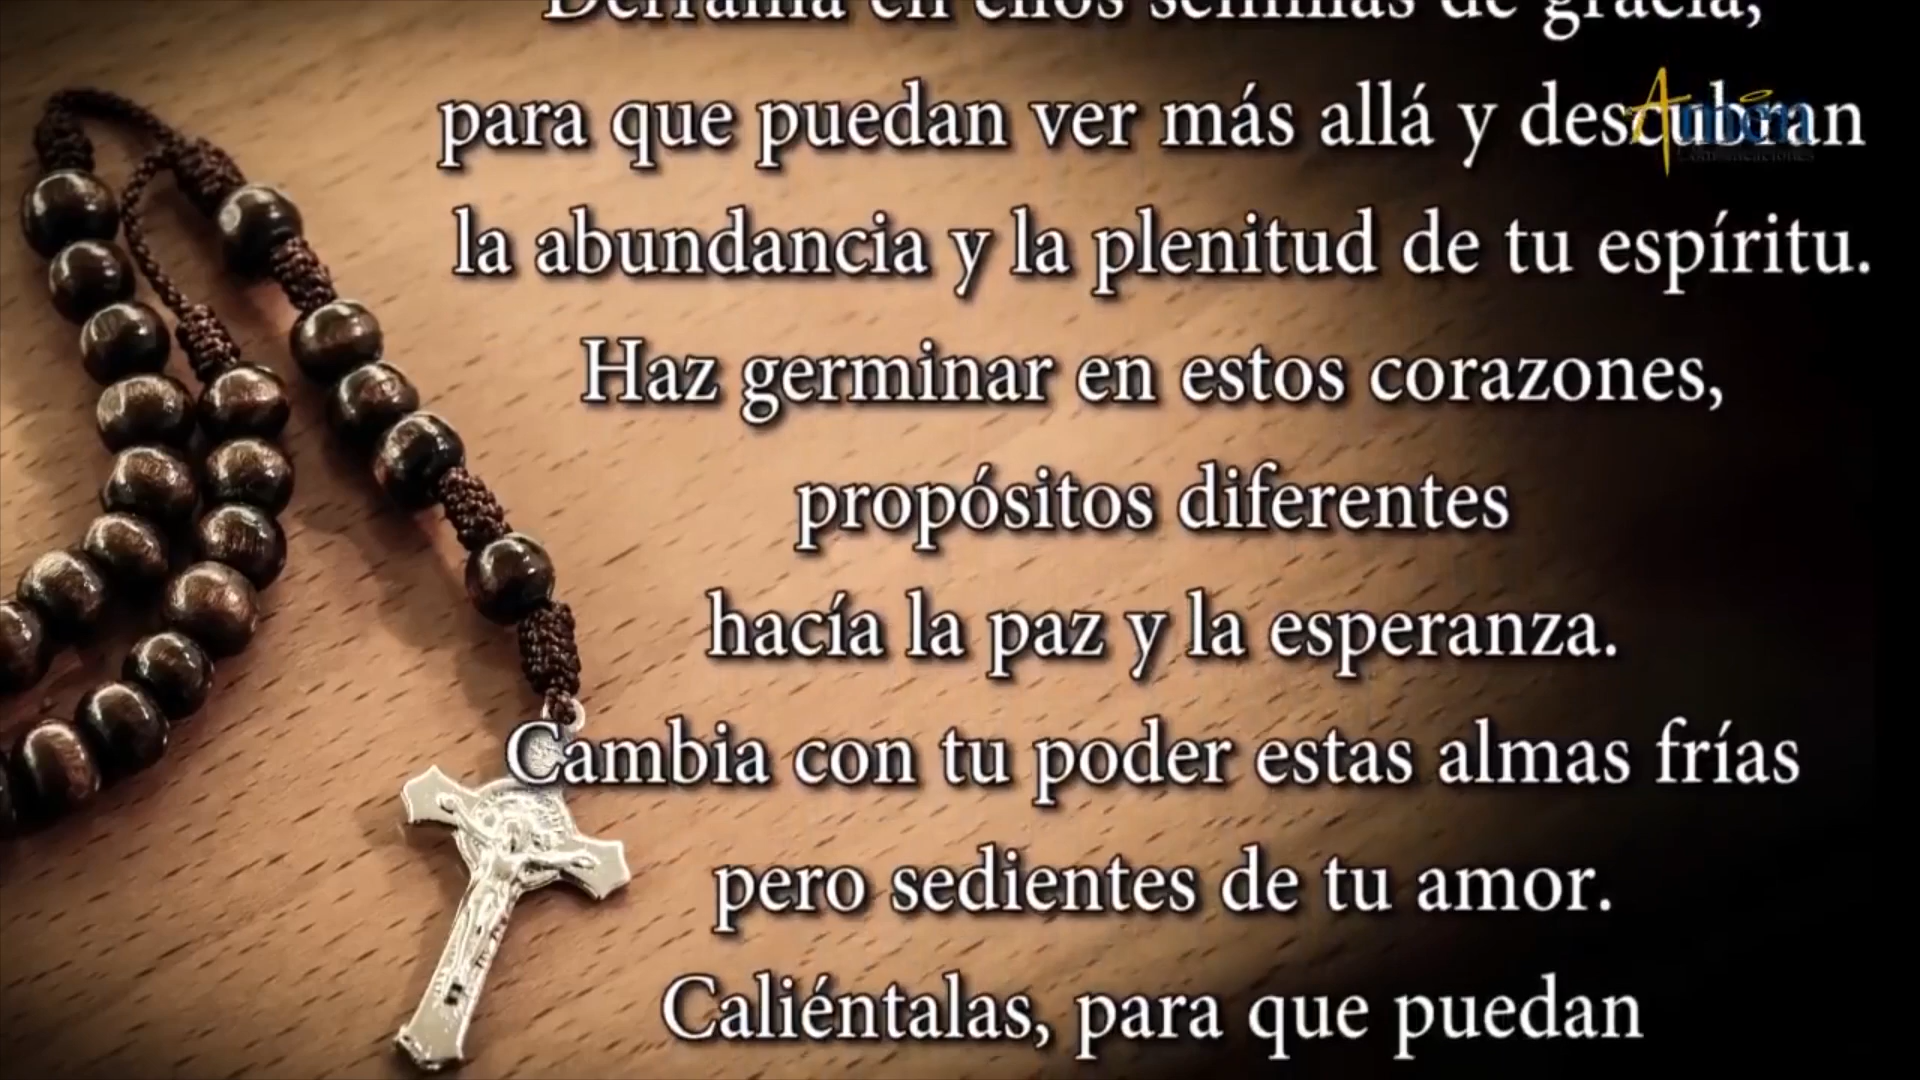 Derrama en ellos semillas de gracia,
para que puedan ver más allá y descubran
la abundancia y la plenitud de tu espíritu.
Haz germinar en estos corazones,
propósitos diferentes
hacía la paz y la esperanza.
Cambia con tu poder estas almas frías
pero sedientes de tu amor.
Caliéntalas, para que puedan
Amén
Comunicaciones